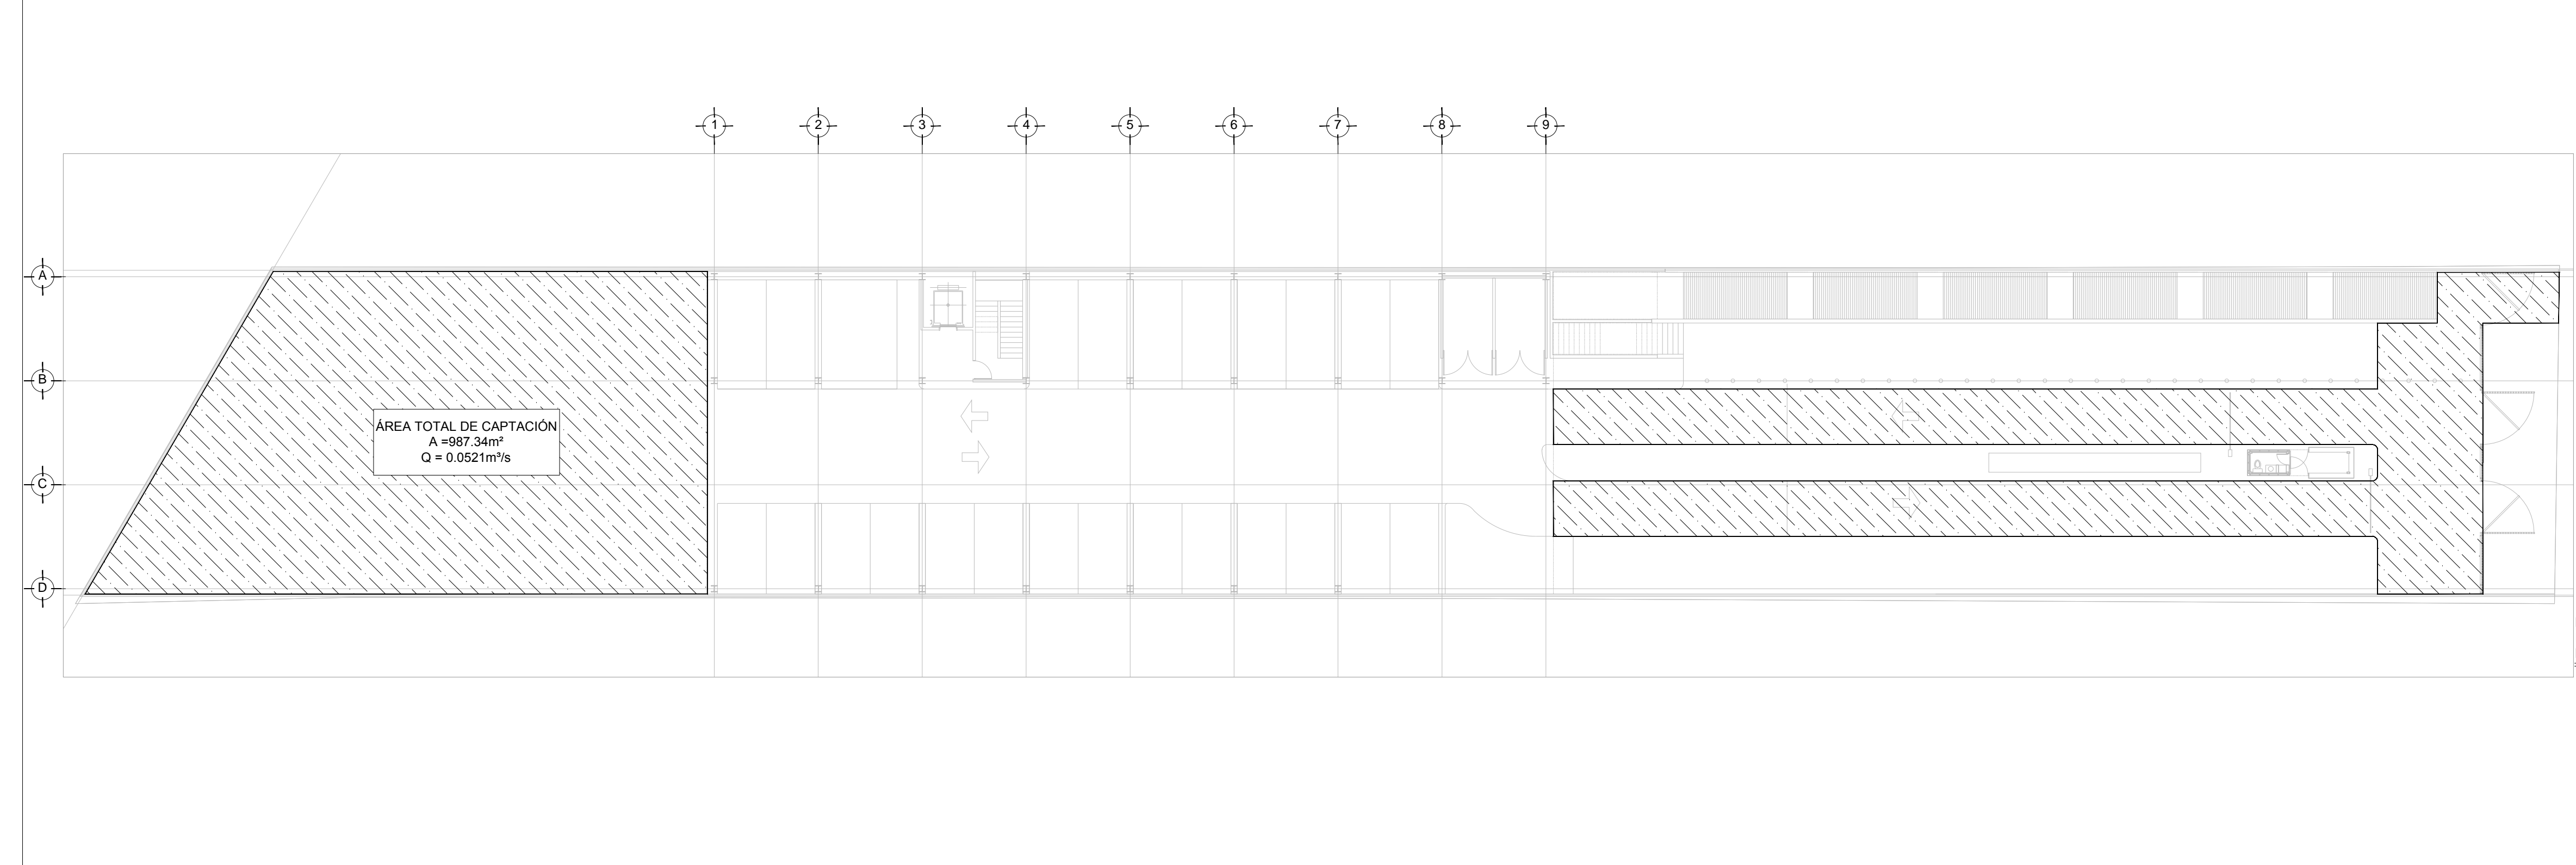 1 2 3 4 5 6 7 8 9
A
B
ÁREA TOTAL DE CAPTACIÓN
A =987.34m²
Q = 0.0521m³/s
C
D